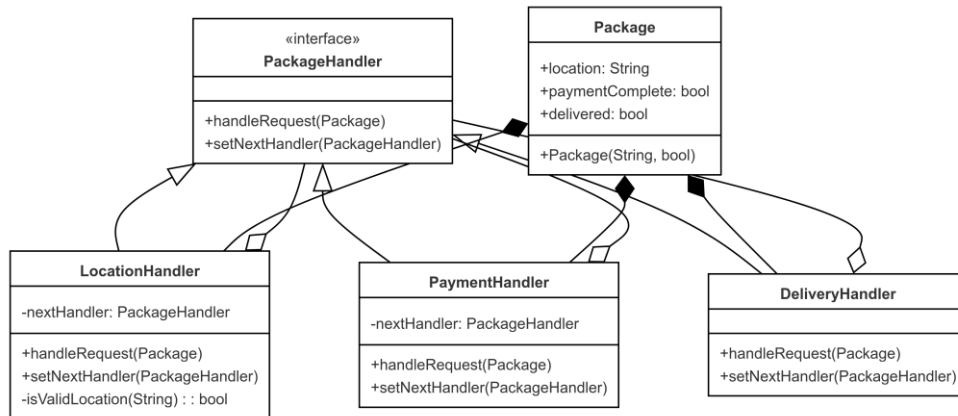 «interface»
PackageHandler
+handleRequest(Package)
+setNextHandler(PackageHandler)
Package
+location: String
+paymentComplete: bool
+delivered: bool
+Package(String, bool)
LocationHandler
-nextHandler: PackageHandler
+handleRequest(Package)
+setNextHandler(PackageHandler)
-isValidLocation(String) : : bool
PaymentHandler
-nextHandler: PackageHandler
+handleRequest(Package)
+setNextHandler(PackageHandler)
DeliveryHandler
+handleRequest(Package)
+setNextHandler(PackageHandler)